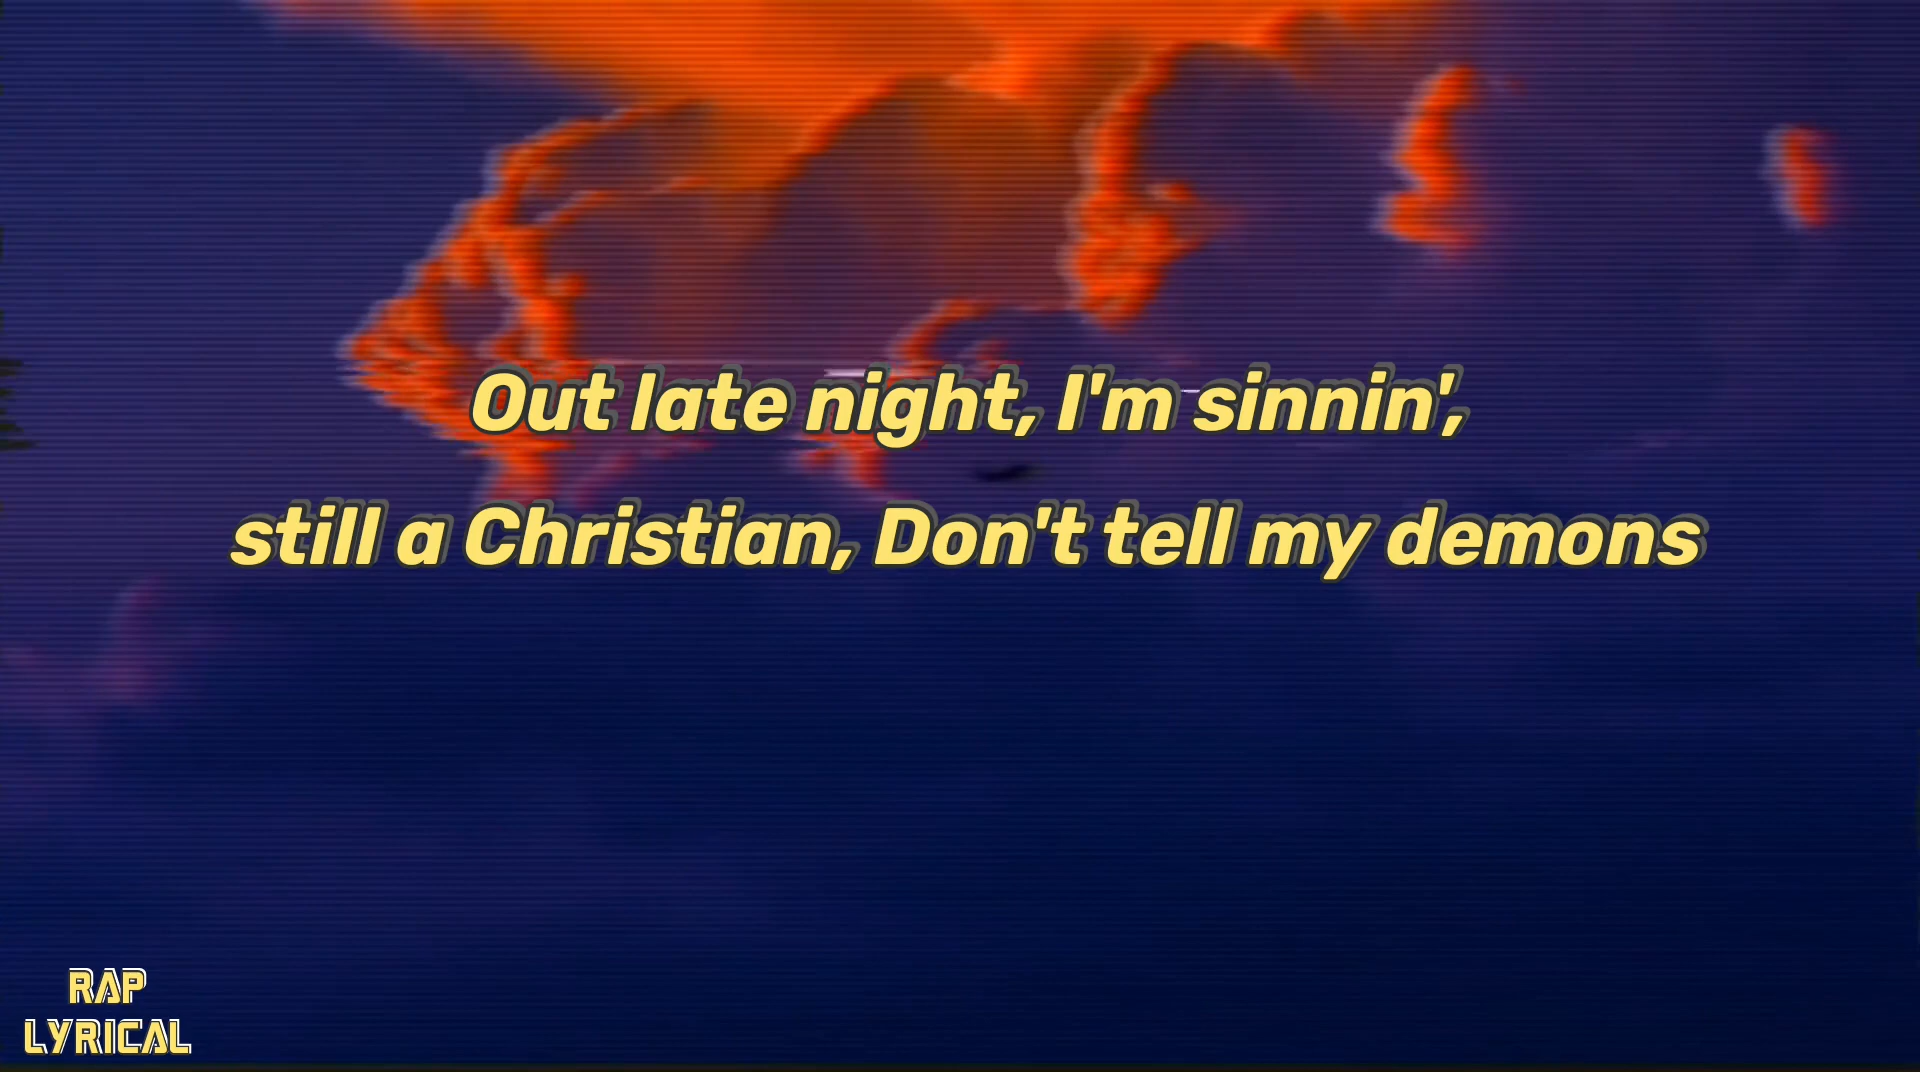 Out late night, I'm sinnin',
still a Christian, Don't tell my demons
RAP
LYRICAL